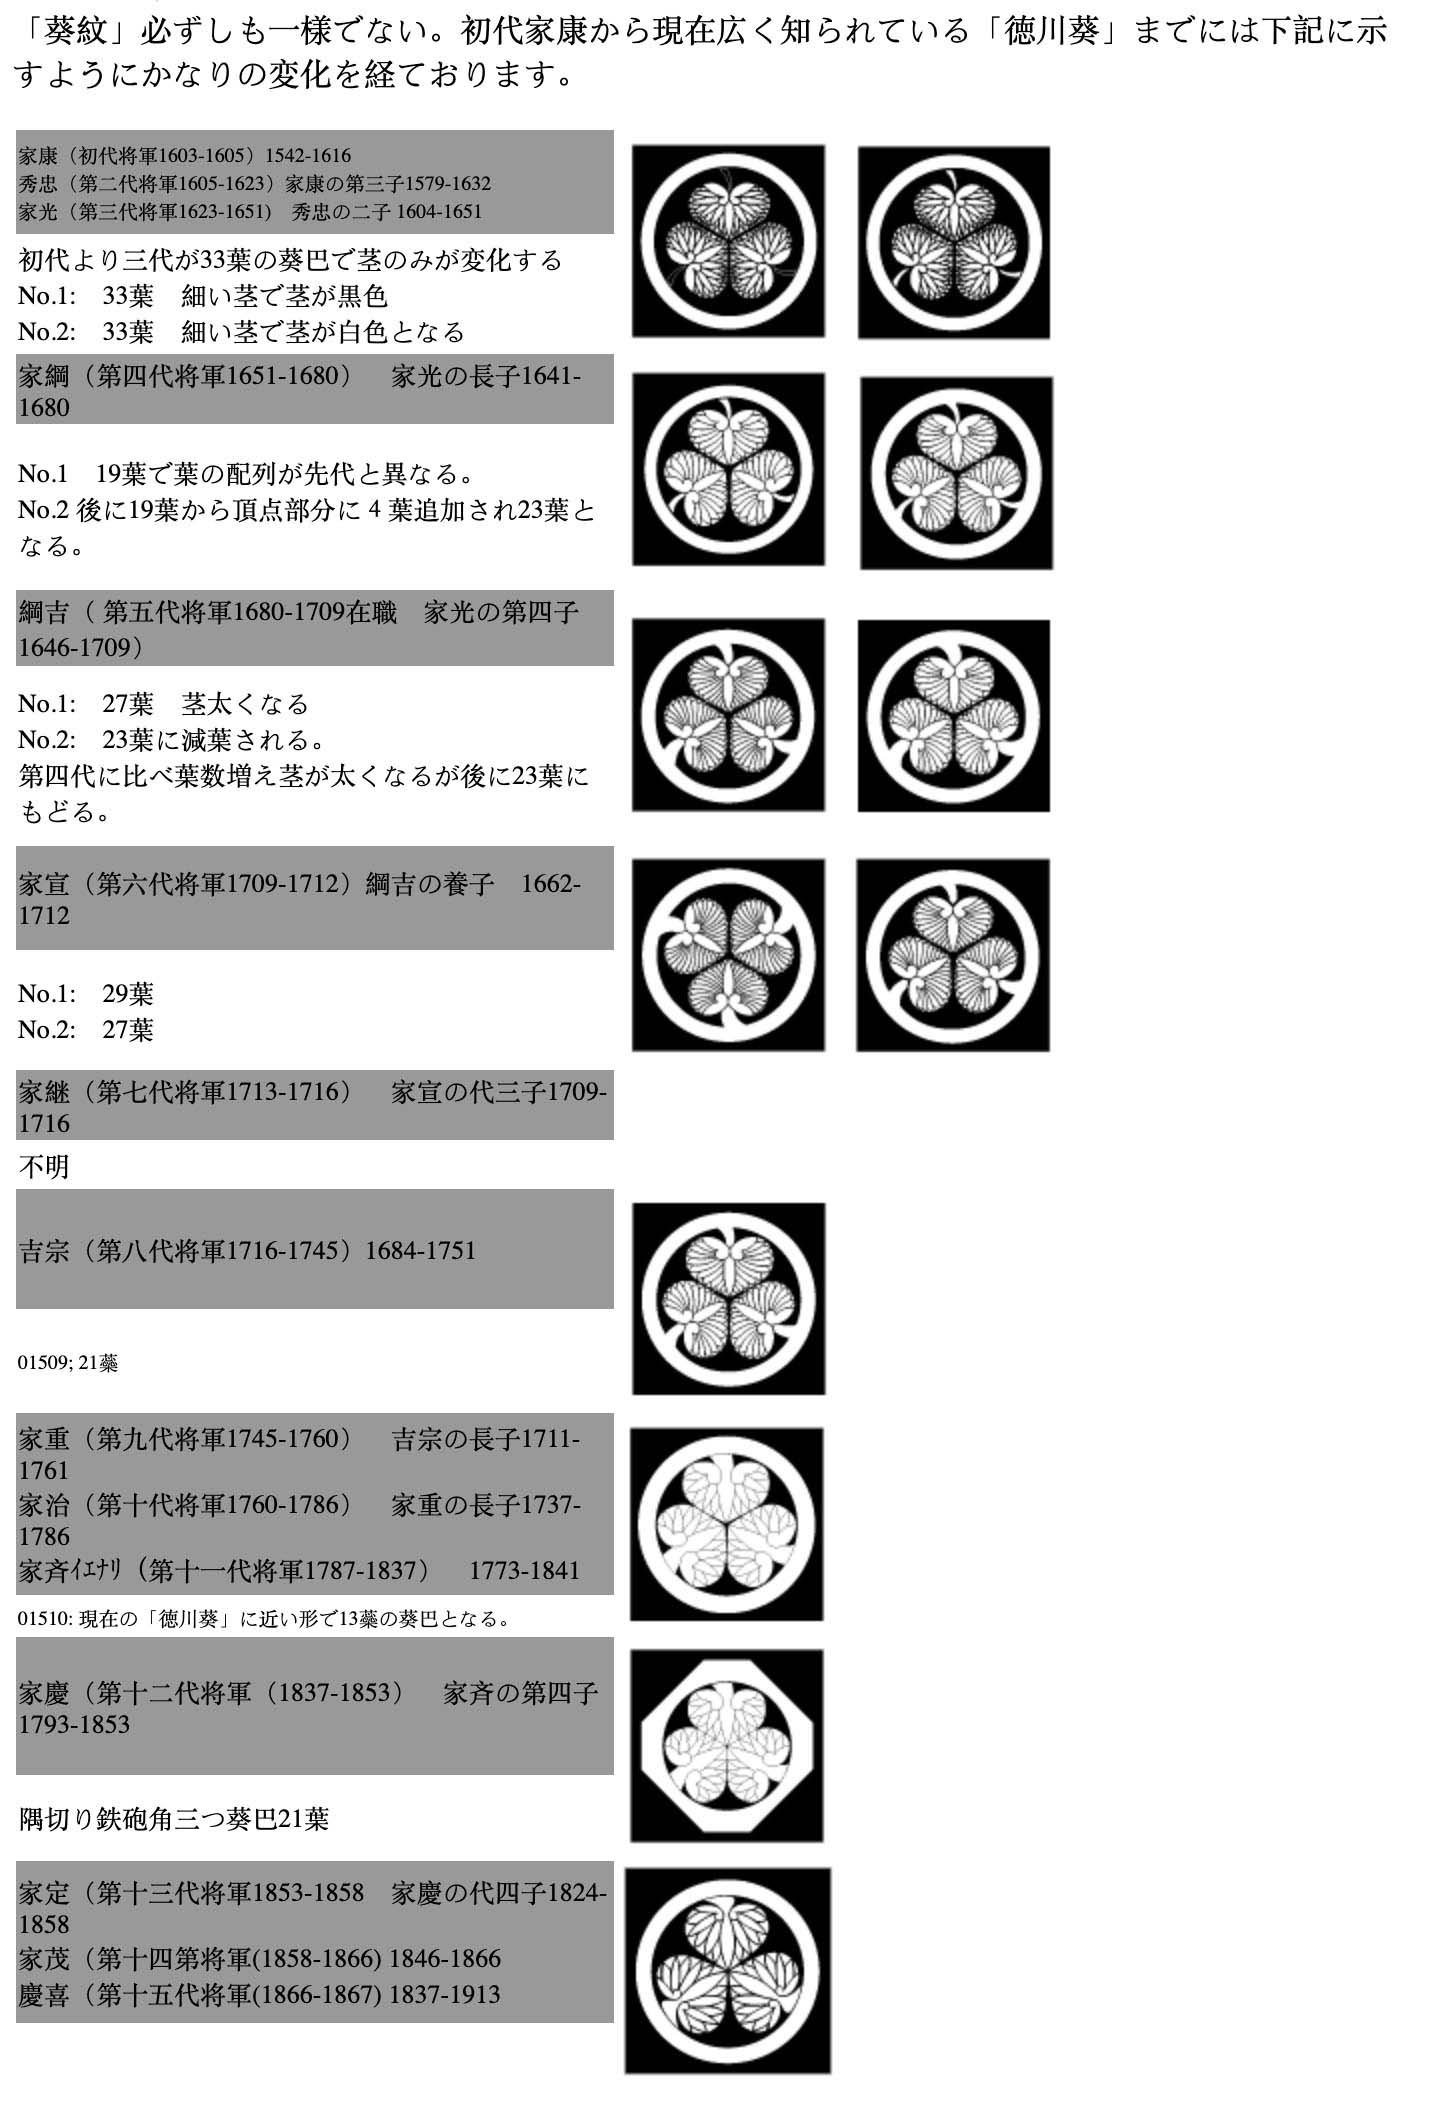 「葵紋」必ずしも一様でない。初代家康から現在広く知られている「徳川葵」までには下記に示
すようにかなりの変化を経ております。
家康（初代将軍1603-1605）1542-1616
秀忠（第二代将軍1605-1623）家康の第三子1579-1632
家光（第三代将軍1623-1651)　秀忠の二子 1604-1651
初代より三代が33葉の葵巴で茎のみが変化する
No.1:　33葉　細い茎で茎が黒色
No.2:　33葉　細い茎で茎が白色となる
家綱（第四代将軍1651-1680）　家光の長子1641-
1680
No.1　19葉で葉の配列が先代と異なる。
No.2 後に19葉から頂点部分に４葉追加され23葉と
なる。
綱吉（ 第五代将軍1680-1709在職　家光の第四子
1646-1709）
No.1:　27葉　茎太くなる
No.2:　23葉に減葉される。
第四代に比べ葉数増え茎が太くなるが後に23葉に
もどる。
家宣（第六代将軍1709-1712）綱吉の養子　1662-
1712
No.1:　29葉
No.2:　27葉
家継（第七代将軍1713-1716）　家宣の代三子1709-
1716
不明
吉宗（第八代将軍1716-1745）1684-1751
01509; 21蘂
家重（第九代将軍1745-1760）　吉宗の長子1711-
1761
家治（第十代将軍1760-1786）　家重の長子1737-
1786
家斉ｲｴﾅﾘ（第十一代将軍1787-1837）　1773-1841
01510: 現在の「徳川葵」に近い形で13蘂の葵巴となる。
家慶（第十二代将軍（1837-1853）　家斉の第四子
1793-1853
隅切り鉄砲角三つ葵巴21葉
家定（第十三代将軍1853-1858　家慶の代四子1824-
1858
家茂（第十四第将軍(1858-1866) 1846-1866
慶喜（第十五代将軍(1866-1867) 1837-1913